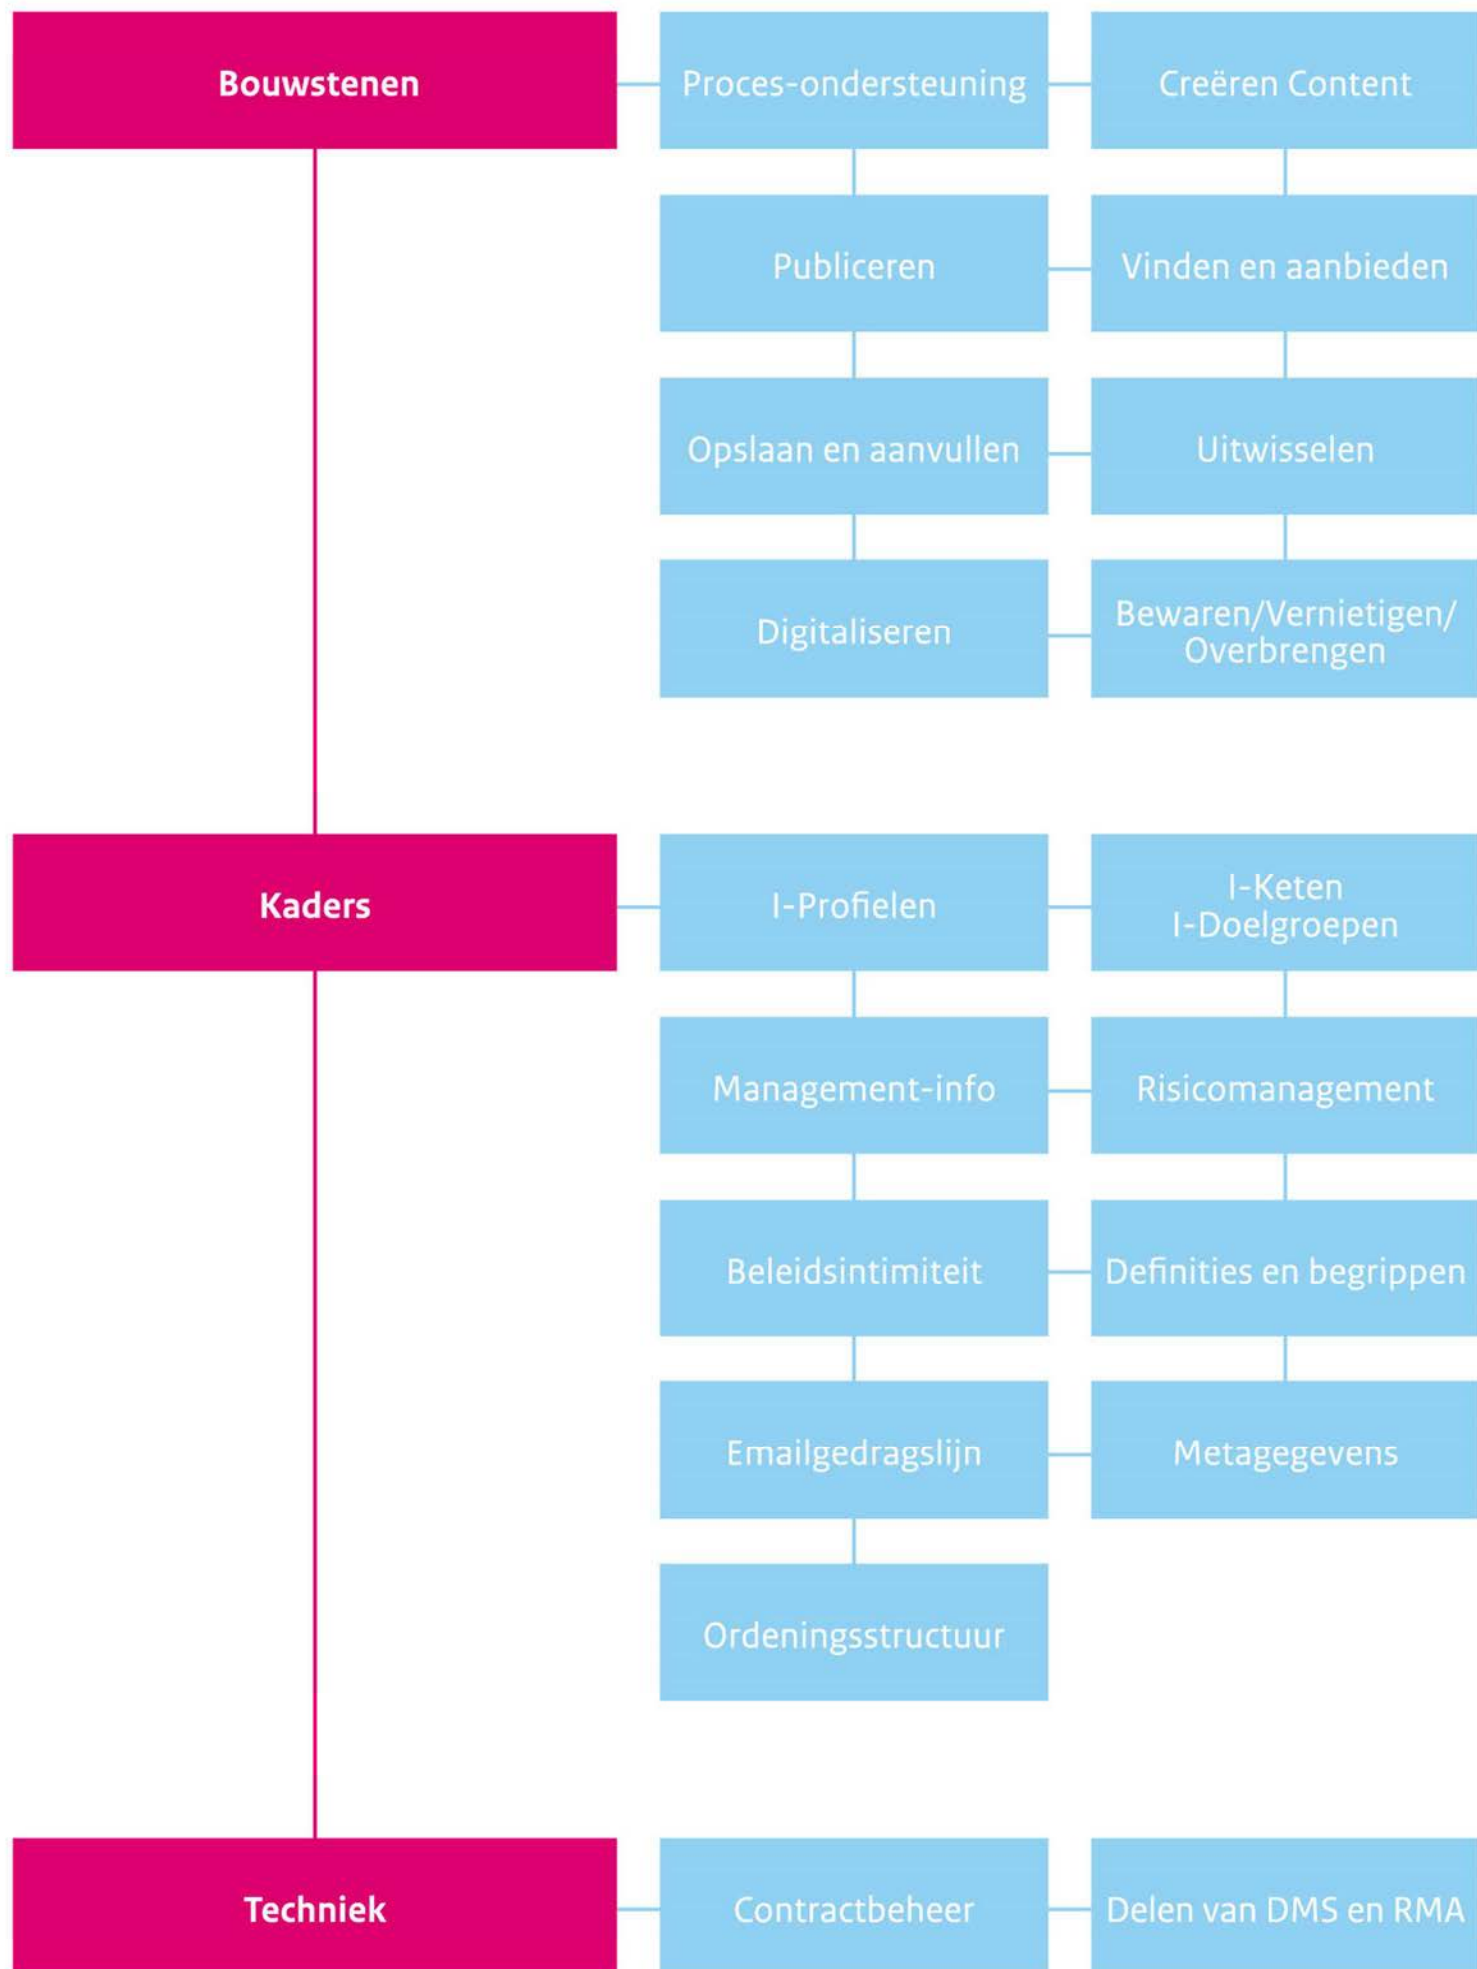 Bouwstenen
Proces-ondersteuning
Creëren Content
Publiceren
Vinden en aanbieden
Opslaan en aanvullen
Uitwisselen
Digitaliseren
Bewaren/Vernietigen/
Overbrengen
Kaders
I-Profielen
I-Keten
I-Doelgroepen
Management-info
Risicomanagement
Beleidsintimiteit
Definities en begrippen
Emailgedragslijn
Metagegevens
Ordeningsstructuur
Techniek
Contractbeheer
Delen van DMS en RMA